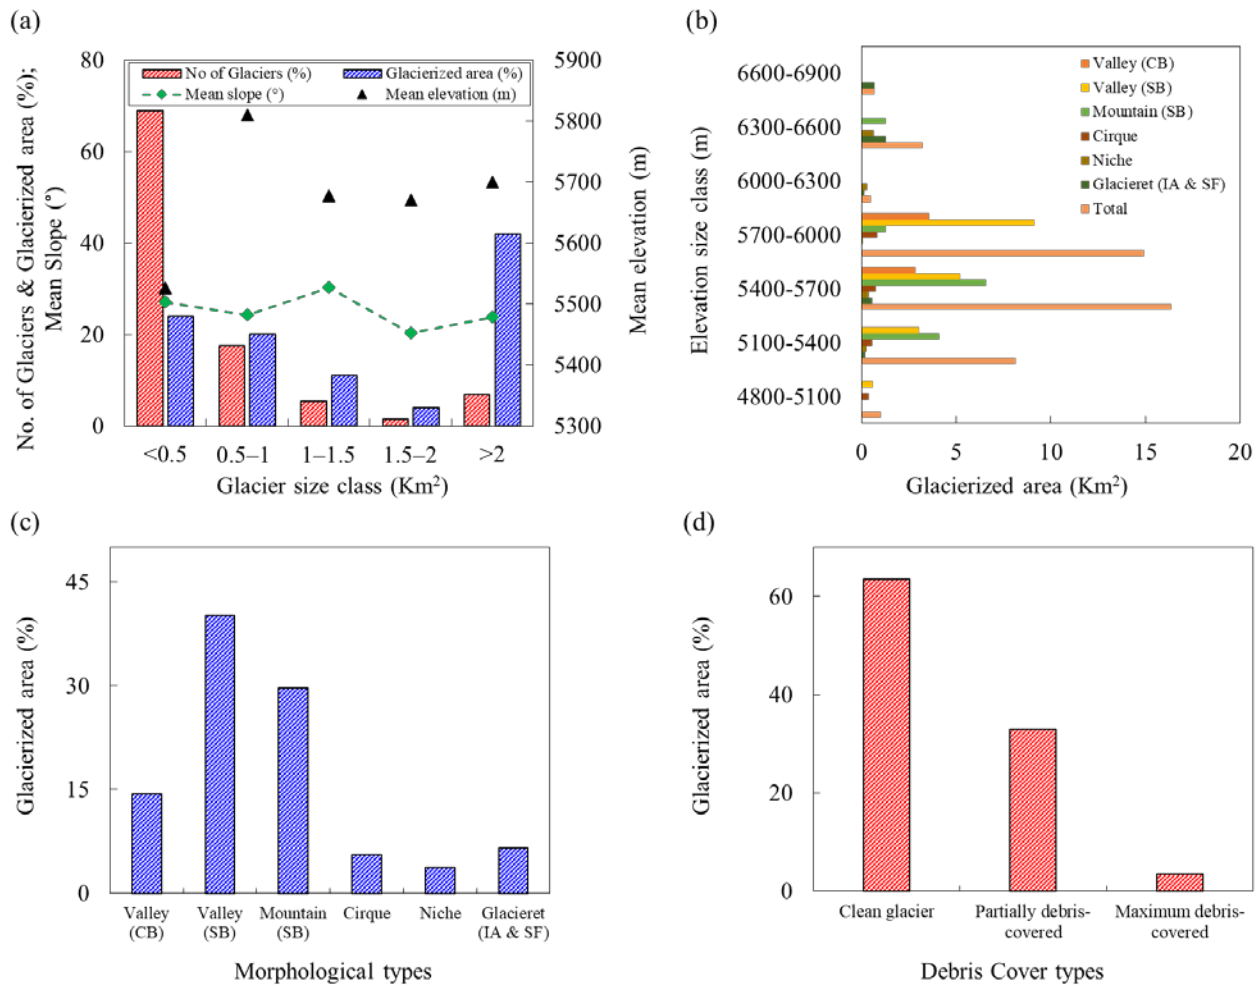 (a)
No. of Glaciers & Glacierized area (%);
Mean Slope (°)
80
60
40
20
0
No of Glaciers (%)
Glacierized area (%)
Mean slope (°)
Mean elevation (m)
5900
5800
5700
5600
5500
5400
5300
Mean elevation (m)
<0.5
0.5–1
1–1.5
1.5–2
>2
Glacier size class (Km²)
(b)
Elevation size class (m)
6600-6900
6300-6600
6000-6300
5700-6000
5400-5700
5100-5400
4800-5100
Valley (CB)
Valley (SB)
Mountain (SB)
Cirque
Niche
Glacieret (IA & SF)
Total
0
5
10
15
20
Glacierized area (Km²)
(c)
Glacierized area (%)
45
30
15
0
Valley
(CB)
Valley
(SB)
Mountain
(SB)
Cirque
Niche
Glacieret
(IA & SF)
Morphological types
(d)
Glacierized area (%)
60
40
20
0
Clean glacier
Partially debris-
covered
Maximum debris-
covered
Debris Cover types